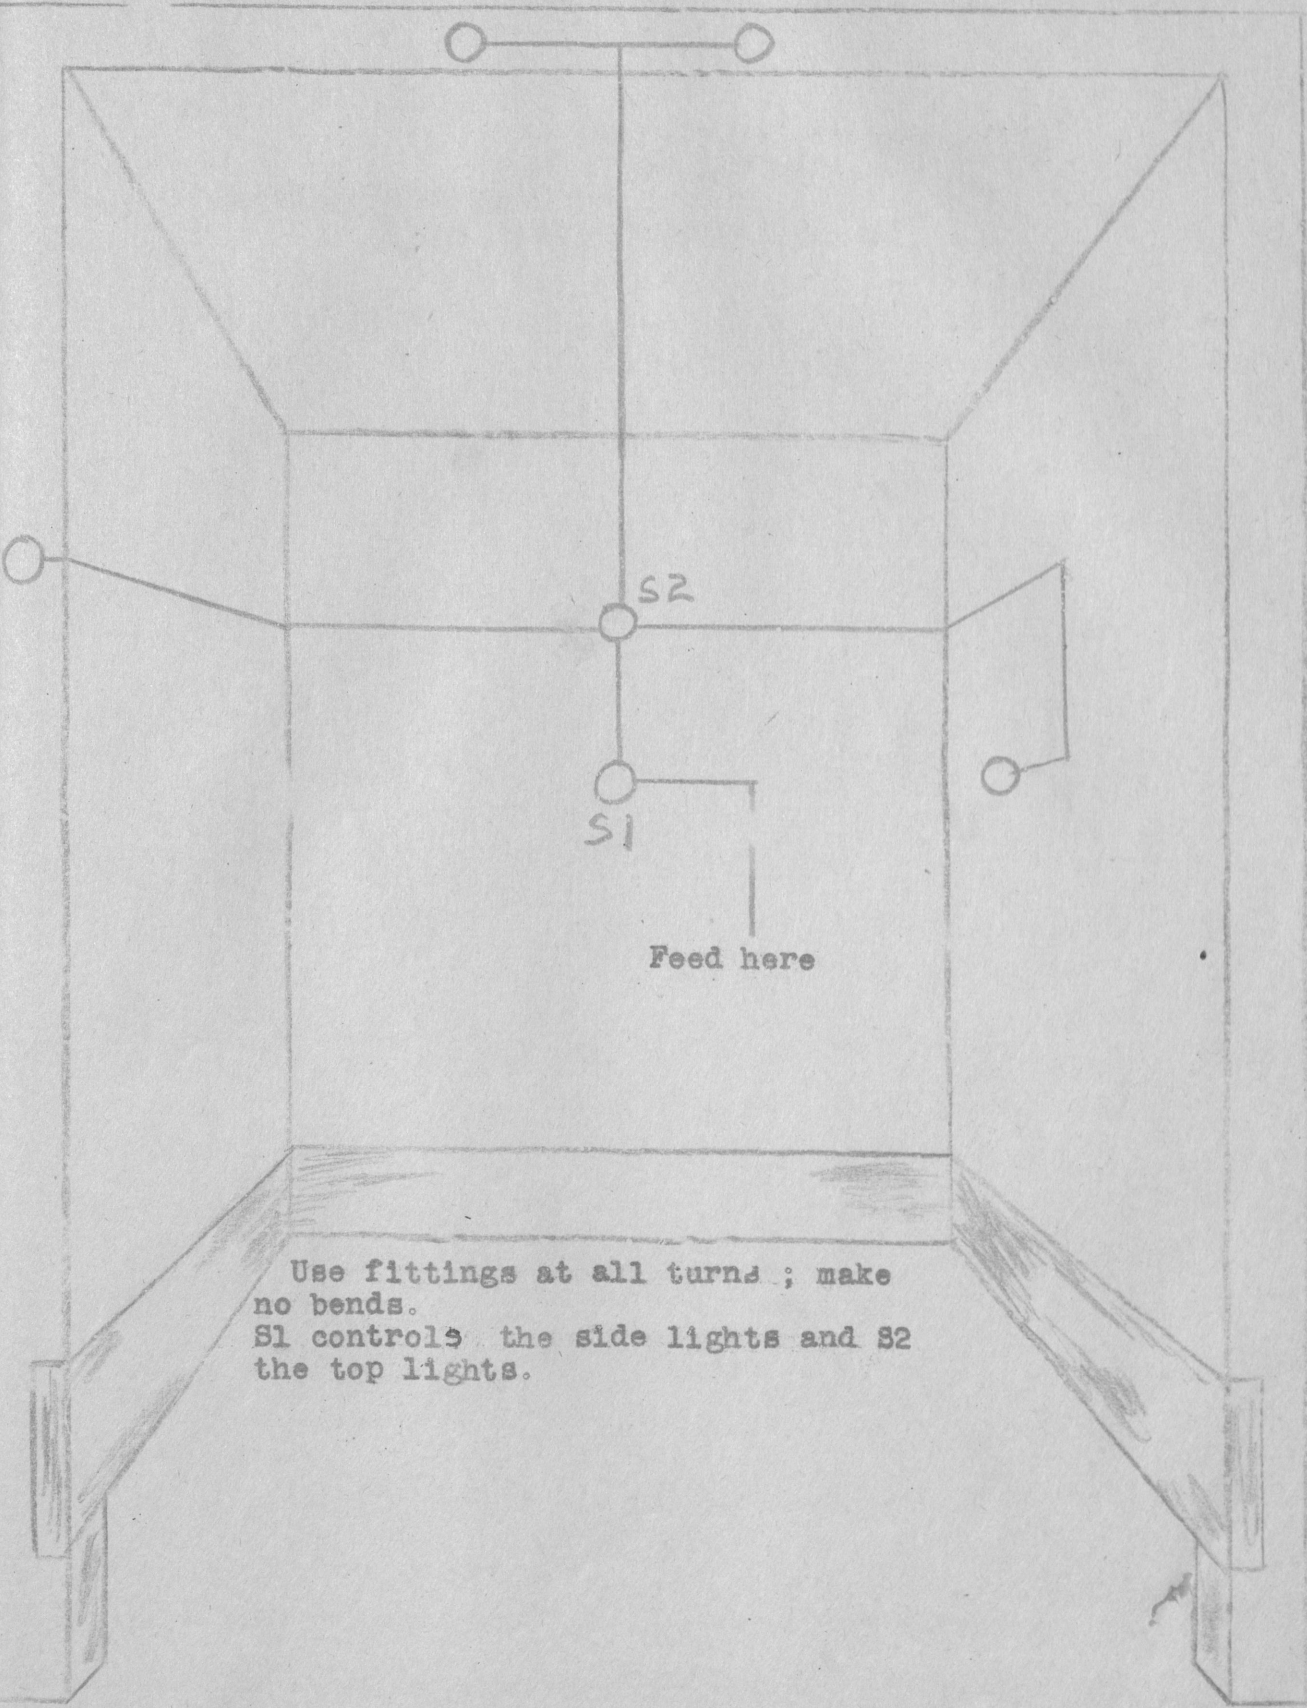 S2
S1
Feed here
Use fittings at all turns ; make
no bends.
S1 controls the side lights and S2
the top lights.